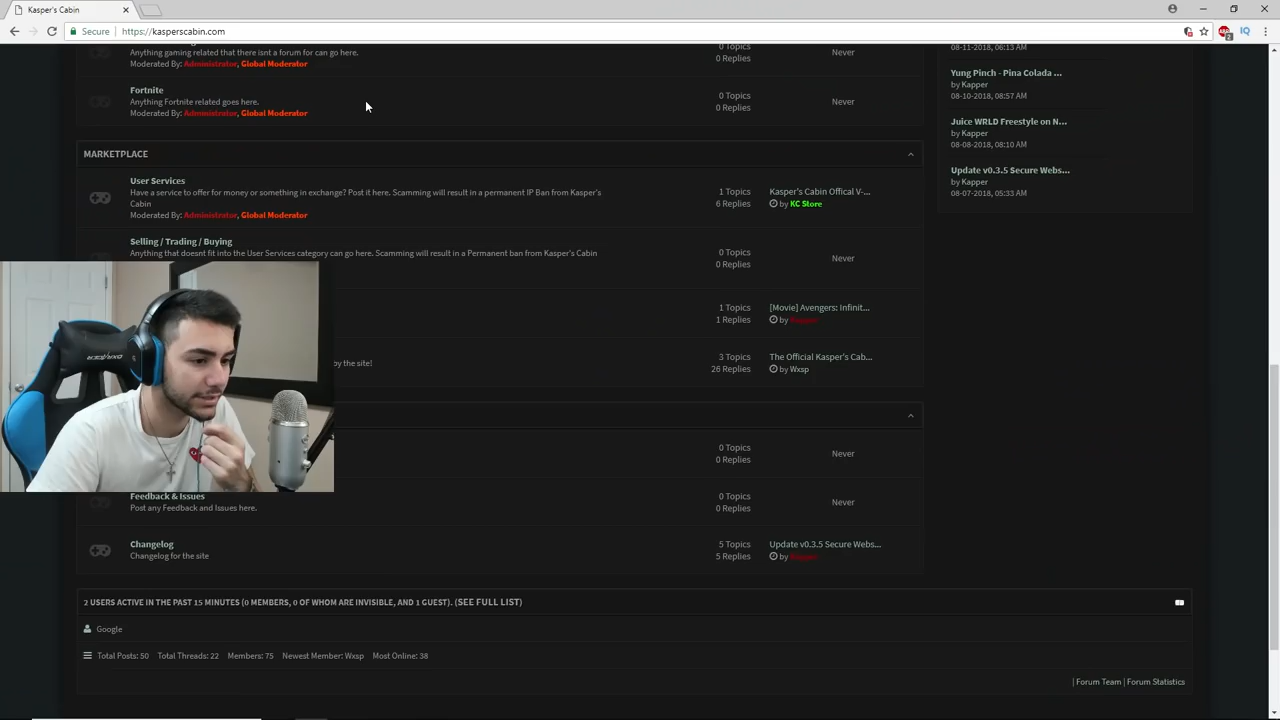 Kasper's Cabin
Secure
https://kasperscabin.com
Anything gaming related that there isnt a forum for can go here.
Moderated By: Administrator, Global Moderator
0 Topics
0 Replies
Never
Fortnite
Anything Fortnite related goes here.
Moderated By: Administrator, Global Moderator
0 Topics
0 Replies
Never
MARKETPLACE
User Services
Have a service to offer for money or something in exchange? Post it here. Scamming will result in a permanent IP Ban from Kasper's
Cabin
Moderated By: Administrator, Global Moderator
1 Topics
6 Replies
Kasper's Cabin Offical V-...
by KC Store
Selling / Trading / Buying
Anything that doesnt fit into the User Services category can go here. Scamming will result in a Permanent ban from Kasper's Cabin
0 Topics
0 Replies
Never
1 Topics
1 Replies
[Movie] Avengers: Infinit...
by Kapper
by the site!
3 Topics
26 Replies
The Official Kasper's Cab...
by Wxsp
0 Topics
0 Replies
Never
Feedback & Issues
Post any Feedback and Issues here.
0 Topics
0 Replies
Never
Changelog
Changelog for the site
5 Topics
5 Replies
Update v0.3.5 Secure Webs...
by Kapper
2 USERS ACTIVE IN THE PAST 15 MINUTES (0 MEMBERS, 0 OF WHOM ARE INVISIBLE, AND 1 GUEST). (SEE FULL LIST)
Google
Total Posts: 50 Total Threads: 22 Members: 75 Newest Member: Wxsp Most Online: 38
[ Forum Team | Forum Statistics
08-11-2018, 06:13 AM
Yung Pinch - Pina Colada ...
by Kapper
08-10-2018, 08:57 AM
Juice WRLD Freestyle on N...
by Kapper
08-08-2018, 08:10 AM
Update v0.3.5 Secure Webs...
by Kapper
08-07-2018, 05:33 AM